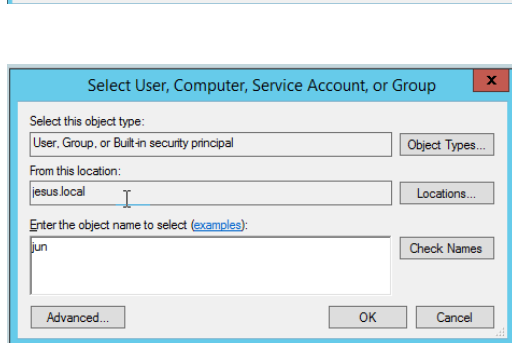 Select User, Computer, Service Account, or Group
x
Select this object type:
User, Group, or Built-in security principal
Object Types...
From this location:
jesus.local
Locations...
Enter the object name to select (examples):
jun
Check Names
Advanced...
OK
Cancel